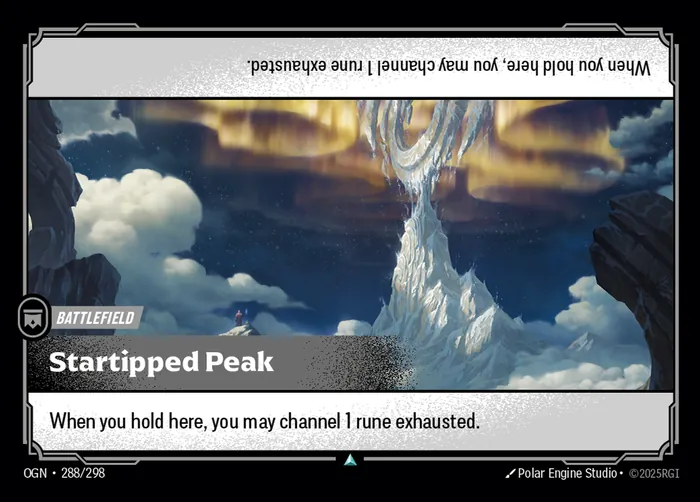 When you hold here, you may channel 1 rune exhausted.
BATTLEFIELD
Startipped Peak
When you hold here, you may channel 1 rune exhausted.
OGN • 288/298
Polar Engine Studio • ©2025RGI